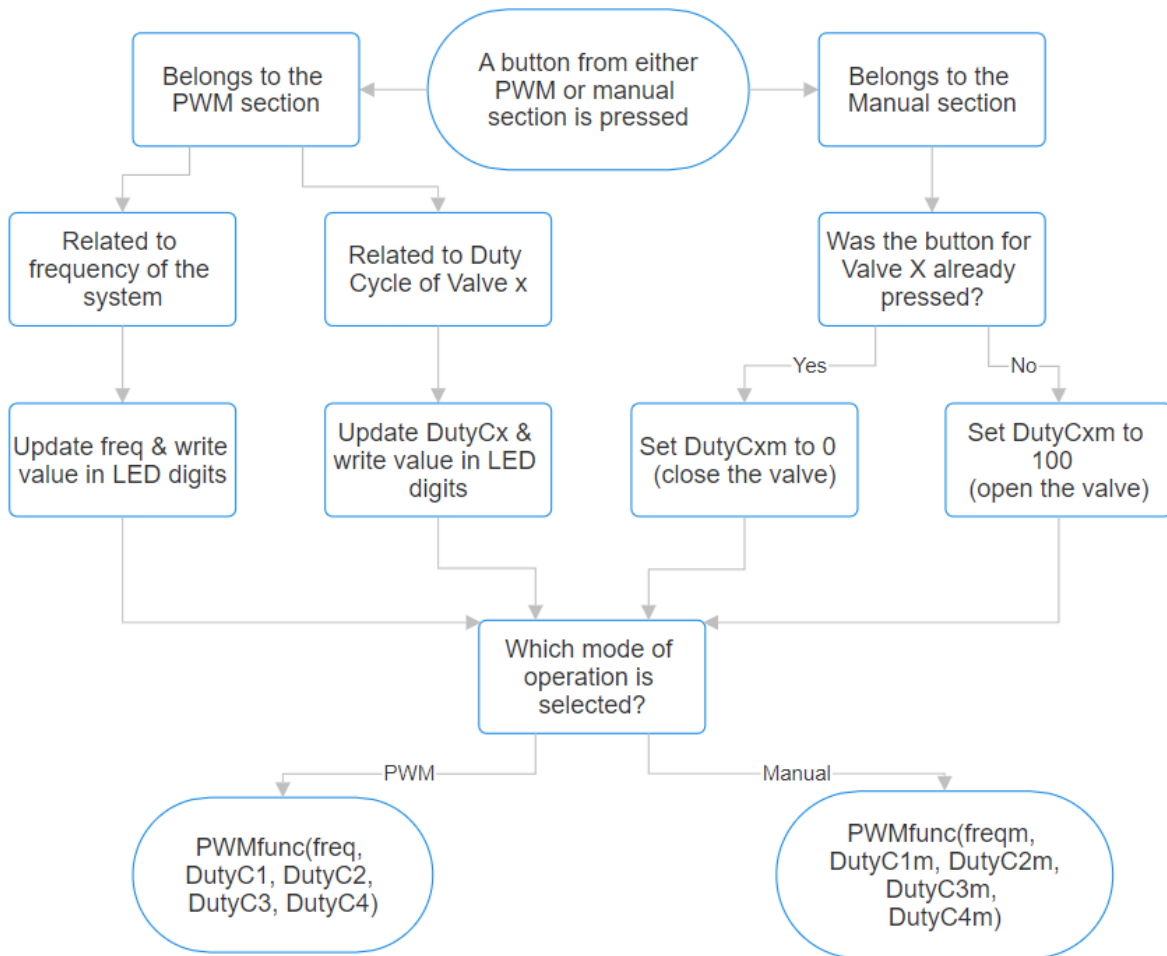 A button from either
PWM or manual
section is pressed
Belongs to the
PWM section
Belongs to the
Manual section
Related to
frequency of the
system
Related to Duty
Cycle of Valve x
Was the button for
Valve X already
pressed?
Yes
No
Update freq & write
value in LED digits
Update DutyCx &
write value in LED
digits
Set DutyCxm to 0
(close the valve)
Set DutyCxm to
100
(open the valve)
Which mode of
operation is
selected?
PWM
Manual
PWMfunc(freq,
DutyC1, DutyC2,
DutyC3, DutyC4)
PWMfunc(freqm,
DutyC1m, DutyC2m,
DutyC3m,
DutyC4m)